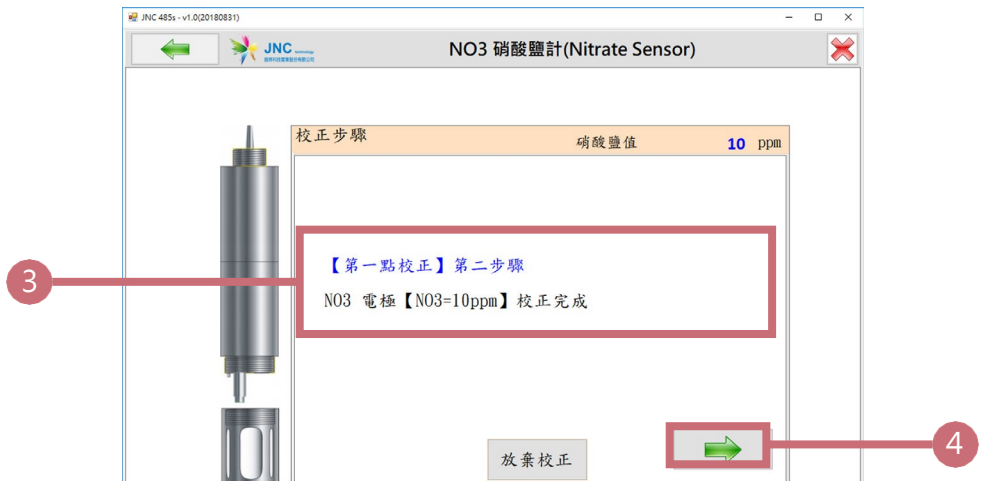 JNC 485s - v1.0(20180831)
JNC technology
NO3 硝酸鹽計(Nitrate Sensor)
校正步驟
硝酸鹽值 10 ppm
3
【第一點校正】第二步驟
NO3 電極【NO3=10ppm】校正完成
4
放棄校正